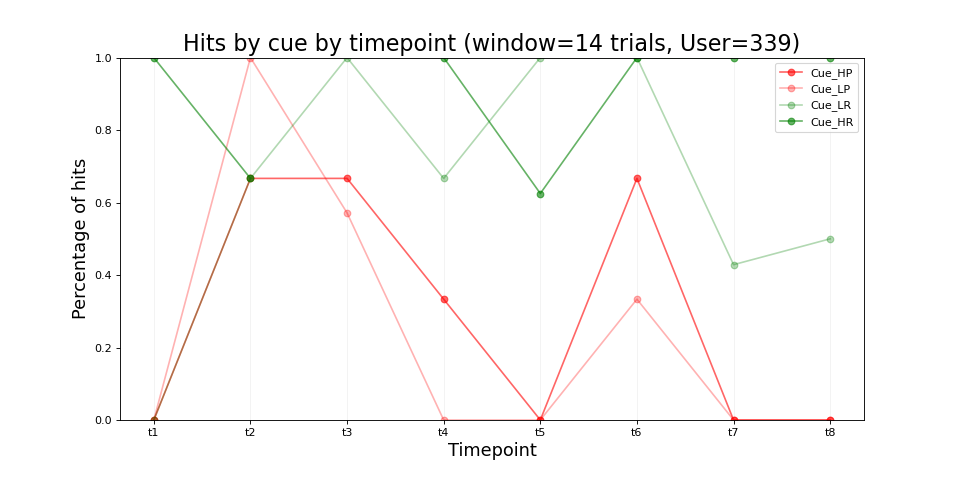 Hits by cue by timepoint (window=14 trials, User=339)
Percentage of hits
1.0
0.8
0.6
0.4
0.2
0.0
Cue_HP
Cue_LP
Cue_LR
Cue_HR
t1 t2 t3 t4 t5 t6 t7 t8
Timepoint